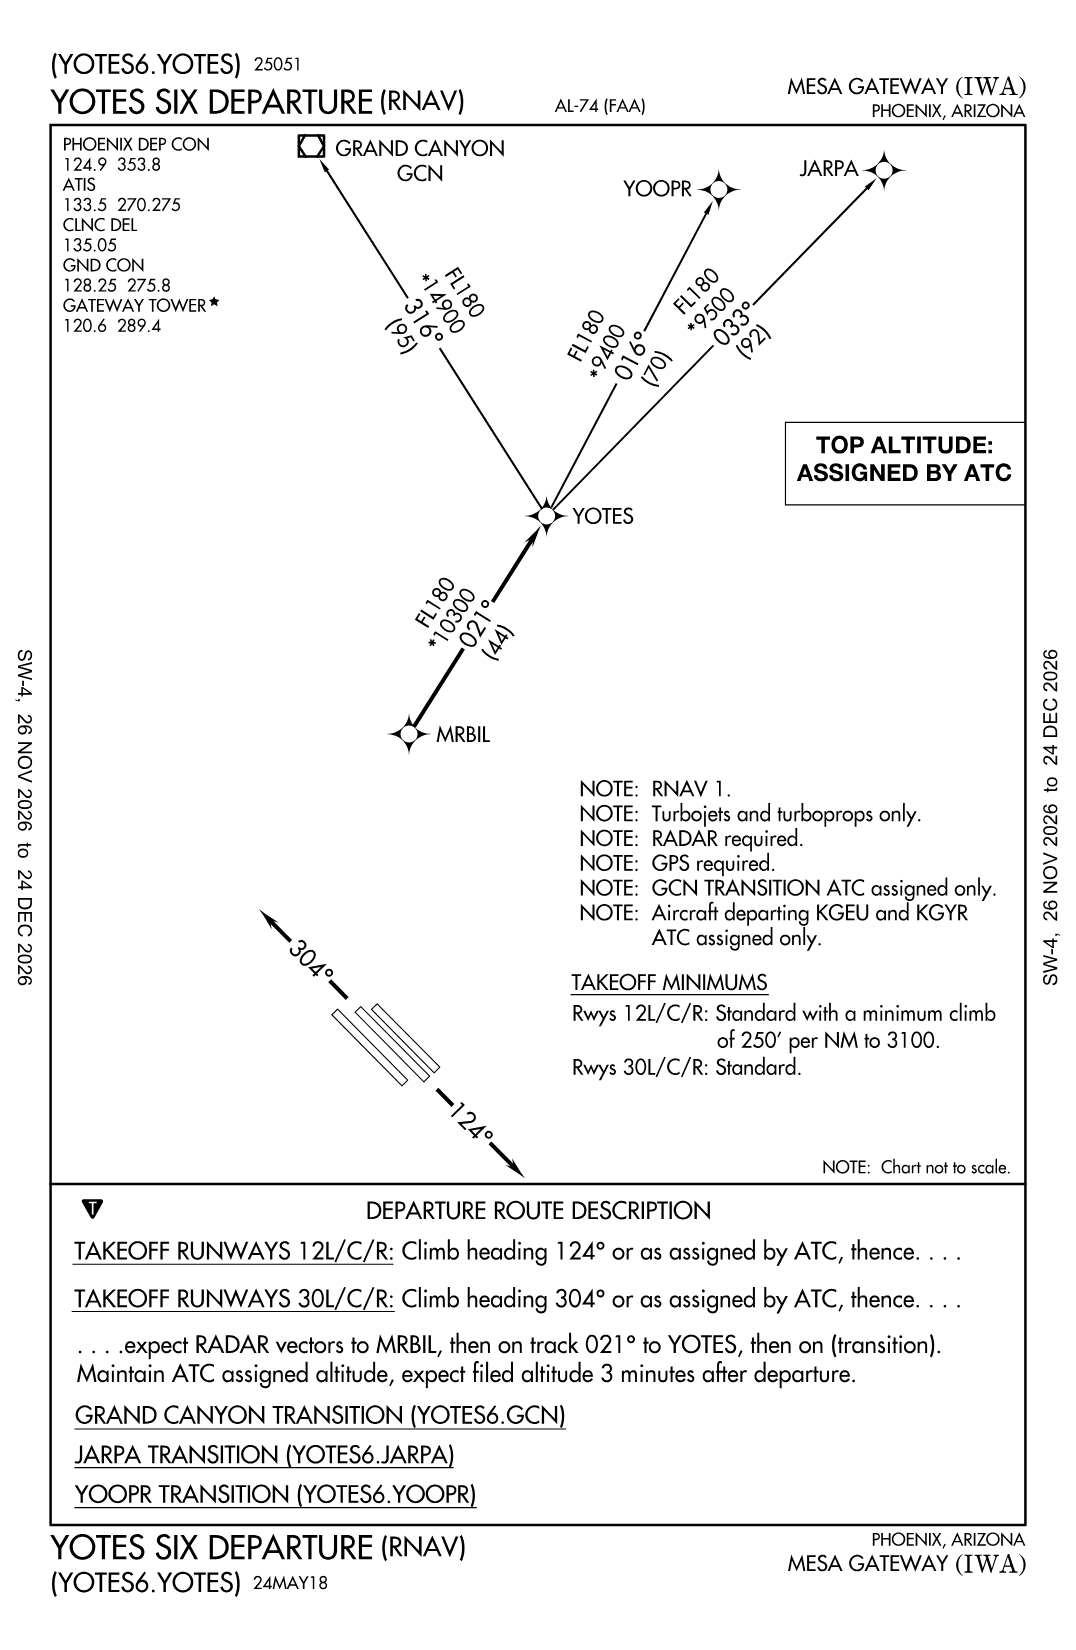 (YOTES6.YOTES) 25051
YOTES SIX DEPARTURE (RNAV)
AL-74 (FAA)
MESA GATEWAY (IWA)
PHOENIX, ARIZONA
PHOENIX DEP CON
124.9 353.8
ATIS
133.5 270.275
CLNC DEL
135.05
GND CON
128.25 275.8
GATEWAY TOWER★
120.6 289.4
GRAND CANYON
GCN
YOOPR
JARPA
FL180
*14900
316°
(95)
FL180
*9400
016°
(70)
FL180
*9500
033°
(92)
TOP ALTITUDE:
ASSIGNED BY ATC
YOTES
FL180
*10300
021°
(44)
MRBIL
SW-4, 26 NOV 2026 to 24 DEC 2026
SW-4, 26 NOV 2026 to 24 DEC 2026
NOTE: RNAV 1.
NOTE: Turbojets and turboprops only.
NOTE: RADAR required.
NOTE: GPS required.
NOTE: GCN TRANSITION ATC assigned only.
NOTE: Aircraft departing KGEU and KGYR
ATC assigned only.
TAKEOFF MINIMUMS
Rwys 12L/C/R: Standard with a minimum climb
of 250' per NM to 3100.
Rwys 30L/C/R: Standard.
304°
124°
NOTE: Chart not to scale.
T
DEPARTURE ROUTE DESCRIPTION
TAKEOFF RUNWAYS 12L/C/R: Climb heading 124° or as assigned by ATC, thence. . . .
TAKEOFF RUNWAYS 30L/C/R: Climb heading 304° or as assigned by ATC, thence. . . .
. . . .expect RADAR vectors to MRBIL, then on track 021° to YOTES, then on (transition).
Maintain ATC assigned altitude, expect filed altitude 3 minutes after departure.
GRAND CANYON TRANSITION (YOTES6.GCN)
JARPA TRANSITION (YOTES6.JARPA)
YOOPR TRANSITION (YOTES6.YOOPR)
YOTES SIX DEPARTURE (RNAV)
(YOTES6.YOTES) 24MAY18
PHOENIX, ARIZONA
MESA GATEWAY (IWA)